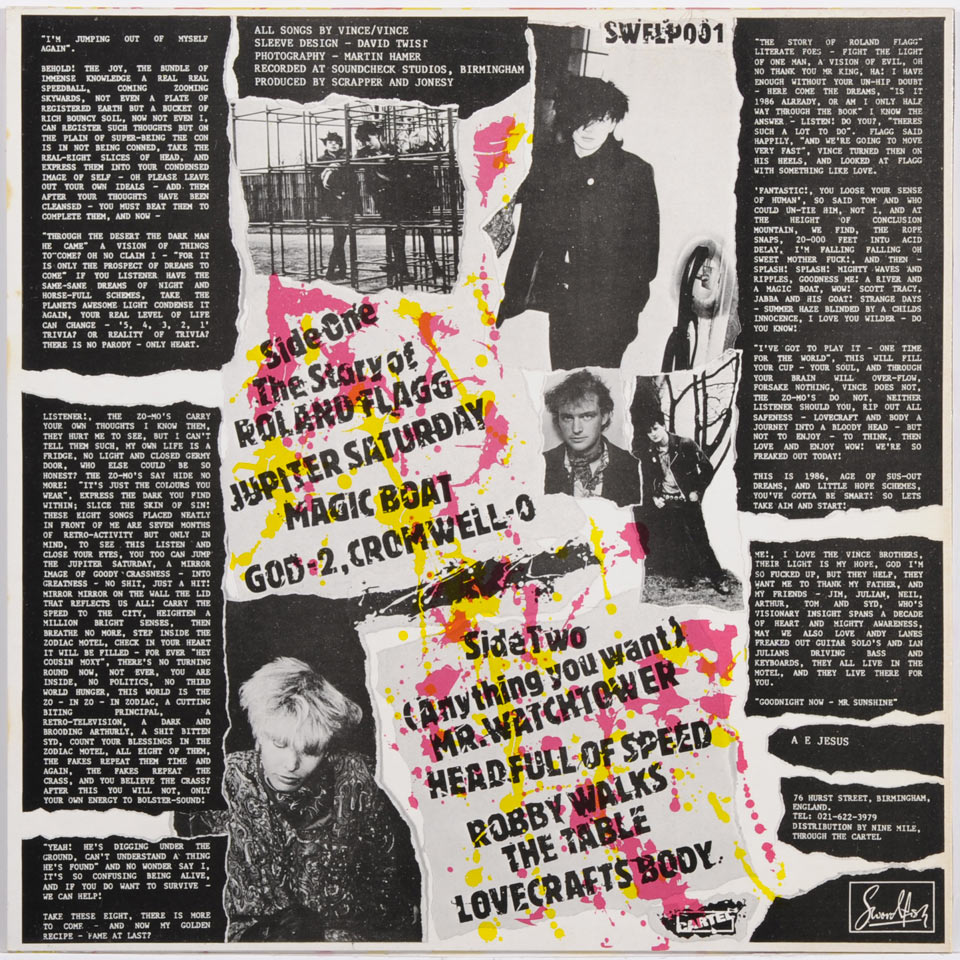 "I'M JUMPING OUT OF MYSELF
AGAIN".
BEHOLD! THE JOY, THE BUNDLE OF
IMMENSE KNOWLEDGE A REAL REAL
SPEEDBALL, COMING ZOOMING
SKYWARDS, NOT EVEN A PLATE OF
REGISTERED EARTH BUT A BUCKET OF
RICH BOUNCY SOIL, NOW NOT EVEN I,
CAN REGISTER SUCH THOUGHTS BUT ON
THE PLAIN OF SUPER-BEING THE CON
IS IN NOT BEING CONNED, TAKE THE
REAL-EIGHT SLICES OF HEAD, AND
EXPRESS THEM INTO YOUR CONDENSED
IMAGE OF SELF - OH PLEASE LEAVE
OUT YOUR OWN IDEALS - ADD THEM
AFTER YOUR THOUGHTS HAVE BEEN
CLEANSED - YOU MUST BEAT THEM TO
COMPLETE THEM, AND NOW -
"THROUGH THE DESERT THE DARK MAN
HE CAME" A VISION OF THINGS
TO"COME? OH NO CLAIM I - "FOR IT
IS ONLY THE PROSPECT OF DREAMS TO
COME" IF YOU LISTENER HAVE THE
SAME-SANE DREAMS OF NIGHT AND
HORSE-FULL SCHEMES, TAKE THE
PLANETS AWESOME LIGHT CONDENSE IT
AGAIN, YOUR REAL LEVEL OF LIFE
CAN CHANGE - '5, 4, 3, 2, 1'
TRIVIA? OR REALITY OF TRIVIA?
THERE IS NO PARODY - ONLY HEART.
LISTENER!, THE ZO-MO'S CARRY
YOUR OWN THOUGHTS I KNOW THEM,
THEY HURT ME TO SEE, BUT I CAN'T
TELL THEM SUCH, MY OWN LIFE IS A
FRIDGE, NO LIGHT AND CLOSED GERMY
DOOR, WHO ELSE COULD BE SO
HONEST? THE ZO-MO'S SAY HIDE NO
MORE! "IT'S JUST THE COLOURS YOU
WEAR", EXPRESS THE DARK YOU FIND
WITHIN; SLICE THE SKIN OF SIN!
THESE EIGHT SONGS PLACED NEATLY
IN FRONT OF ME ARE SEVEN MONTHS
OF RETRO-ACTIVITY BUT ONLY IN
MIND, TO SEE THIS LISTEN AND
CLOSE YOUR EYES, YOU TOO CAN JUMP
THE JUPITER SATURDAY, A MIRROR
IMAGE OF GOODY CRASSNESS - INTO
GREATNESS - NO SHIT, JUST A HIT!
MIRROR MIRROR ON THE WALL THE LID
THAT REFLECTS US ALL! CARRY THE
SPEED TO THE CITY, HEIGHTEN A
MILLION BRIGHT SENSES, THEN
BREATHE NO MORE, STEP INSIDE THE
ZODIAC MOTEL, CHECK IN YOUR HEART
IT WILL BE FILLED - FOR EVER "HEY
COUSIN MOXY", THERE'S NO TURNING
ROUND NOW, NOT EVER, YOU ARE
INSIDE, NO POLITICS, NO THIRD
WORLD HUNGER, THIS WORLD IS THE
ZO - IN ZO - IN ZODIAC, A CUTTING
BITING PRINCIPAL, A
RETRO-TELEVISION, A DARK AND
BROODING ARTHURLY, A SHIT BITTEN
SYD, COUNT YOUR BLESSINGS IN THE
ZODIAC MOTEL, ALL EIGHT OF THEM,
THE FAKES REPEAT THEM TIME AND
AGAIN, THE FAKES REPEAT THE
CRASS, AND YOU BELIEVE THE CRASS?
AFTER THIS YOU WILL NOT, ONLY
YOUR OWN ENERGY TO BOLSTER-SOUND!
"YEAH! HE'S DIGGING UNDER THE
GROUND, CAN'T UNDERSTAND A THING
HE'S FOUND" AND NO WONDER SAY I,
IT'S SO CONFUSING BEING ALIVE,
AND IF YOU DO WANT TO SURVIVE -
WE CAN HELP!
TAKE THESE EIGHT, THERE IS MORE
TO COME - AND NOW MY GOLDEN
RECIPE - FAME AT LAST?
ALL SONGS BY VINCE/VINCE
SLEEVE DESIGN - DAVID TWIST
PHOTOGRAPHY - MARTIN HAMER
RECORDED AT SOUNDCHECK STUDIOS, BIRMINGHAM
PRODUCED BY SCRAPPER AND JONESY
SWFLP001
Side One
The Story of
ROLAND FLAGG
JUPITER SATURDAY
MAGIC BOAT
GOD-2, CROMWELL-0
Side Two
(Anything you want)
MR. WATCHTOWER
HEAD FULL OF SPEED
BOBBY WALKS
THE TABLE
LOVECRAFTS BODY
CARTEL
"THE STORY OF ROLAND FLAGG"
LITERATE FOES - FIGHT THE LIGHT
OF ONE MAN, A VISION OF EVIL, OH
NO THANK YOU MR KING, HA! I HAVE
ENOUGH WITHOUT YOUR UN-HIP DOUBT
- HERE COME THE DREAMS, "IS IT
1986 ALREADY, OR AM I ONLY HALF
WAY THROUGH THE BOOK" I KNOW THE
ANSWER - LISTEN! DO YOU?, "THERES
SUCH A LOT TO DO". FLAGG SAID
HAPPILY, "AND WE'RE GOING TO MOVE
VERY FAST", VINCE TURNED THEN ON
HIS HEELS, AND LOOKED AT FLAGG
WITH SOMETHING LIKE LOVE.
'FANTASTIC!, YOU LOOSE YOUR SENSE
OF HUMAN', SO SAID TOM AND WHO
COULD UN-TIE HIM, NOT I, AND AT
THE HEIGHT OF CONCLUSION
MOUNTAIN, WE FIND, THE ROPE
SNAPS, 20-000 FEET INTO ACID
DELAY, I'M FALLING FALLING OH
SWEET MOTHER FUCK!, AND THEN -
SPLASH! SPLASH! MIGHTY WAVES AND
RIPPLES, GOODNESS ME! A RIVER AND
A MAGIC BOAT, WOW! SCOTT TRACY,
JABBA AND HIS GOAT! STRANGE DAYS
- SUMMER HAZE BLINDED BY A CHILDS
INNOCENCE, I LOVE YOU WILDER - DO
YOU KNOW!
"I'VE GOT TO PLAY IT - ONE TIME
FOR THE WORLD", THIS WILL FILL
YOUR CUP - YOUR SOUL, AND THROUGH
YOUR BRAIN WILL OVER-FLOW,
FORSAKE NOTHING, VINCE DOES NOT,
THE ZO-MO'S DO NOT, NEITHER
LISTENER SHOULD YOU, RIP OUT ALL
SAFENESS - LOVECRAFT AND BODY A
JOURNEY INTO A BLOODY HEAD - BUT
NOT TO ENJOY - TO THINK, THEN
LOVE AND ENJOY WOW! WE'RE SO
FREAKED OUT TODAY!
THIS IS 1986, AGE OF SUS-OUT
DREAMS, AND LITTLE HOPE SCHEMES,
YOU'VE GOTTA BE SMART! SO LETS
TAKE AIM AND START!
ME!, I LOVE THE VINCE BROTHERS,
THEIR LIGHT IS MY HOPE, GOD I'M
SO FUCKED UP, BUT THEY HELP, THEY
WANT ME TO THANK MY FATHER, AND
MY FRIENDS - JIM, JULIAN, NEIL,
ARTHUR, TOM AND SYD, WHO'S
VISIONARY INSIGHT SPANS A DECADE
OF HEART AND MIGHTY AWARENESS,
MAY WE ALSO LOVE ANDY LANES
FREAKED OUT GUITAR SOLO'S AND IAN
JULIANS DRIVING BASS AND
KEYBOARDS, THEY ALL LIVE IN THE
MOTEL, AND THEY LIVE THERE FOR
YOU.
"GOODNIGHT NOW - MR. SUNSHINE"
A E JESUS
76 HURST STREET, BIRMINGHAM,
ENGLAND.
TEL: 021-622-3979
DISTRIBUTION BY NINE MILE,
THROUGH THE CARTEL
Swordfish